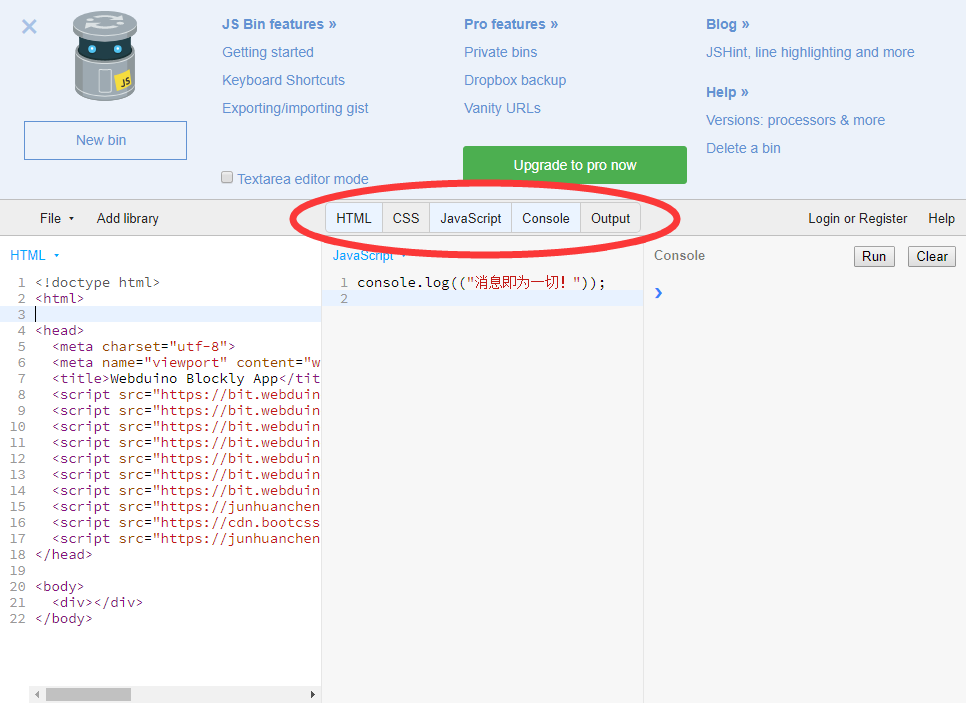 JS Bin features »
Getting started
Keyboard Shortcuts
Exporting/importing gist
Textarea editor mode
Pro features »
Private bins
Dropbox backup
Vanity URLs
Upgrade to pro now
Blog »
JSHint, line highlighting and more
Help »
Versions: processors & more
Delete a bin
JS
New bin
File Add library HTML CSS JavaScript Console Output Login or Register Help
HTML
1 <!doctype html>
2 <html>
3
4 <head>
5 <meta charset="utf-8">
6 <meta name="viewport" content="w
7 <title>Webduino Blockly App</tit
8 <script src="https://bit.webduin
9 <script src="https://bit.webduin
10 <script src="https://bit.webduin
11 <script src="https://bit.webduin
12 <script src="https://bit.webduin
13 <script src="https://bit.webduin
14 <script src="https://bit.webduin
15 <script src="https://junhuanchen
16 <script src="https://cdn.bootcss
17 <script src="https://junhuanchen
18 </head>
19
20 <body>
21 <div></div>
22 </body>
JavaScript
1 console.log(("消息即为一切！"));
2
Console Run Clear